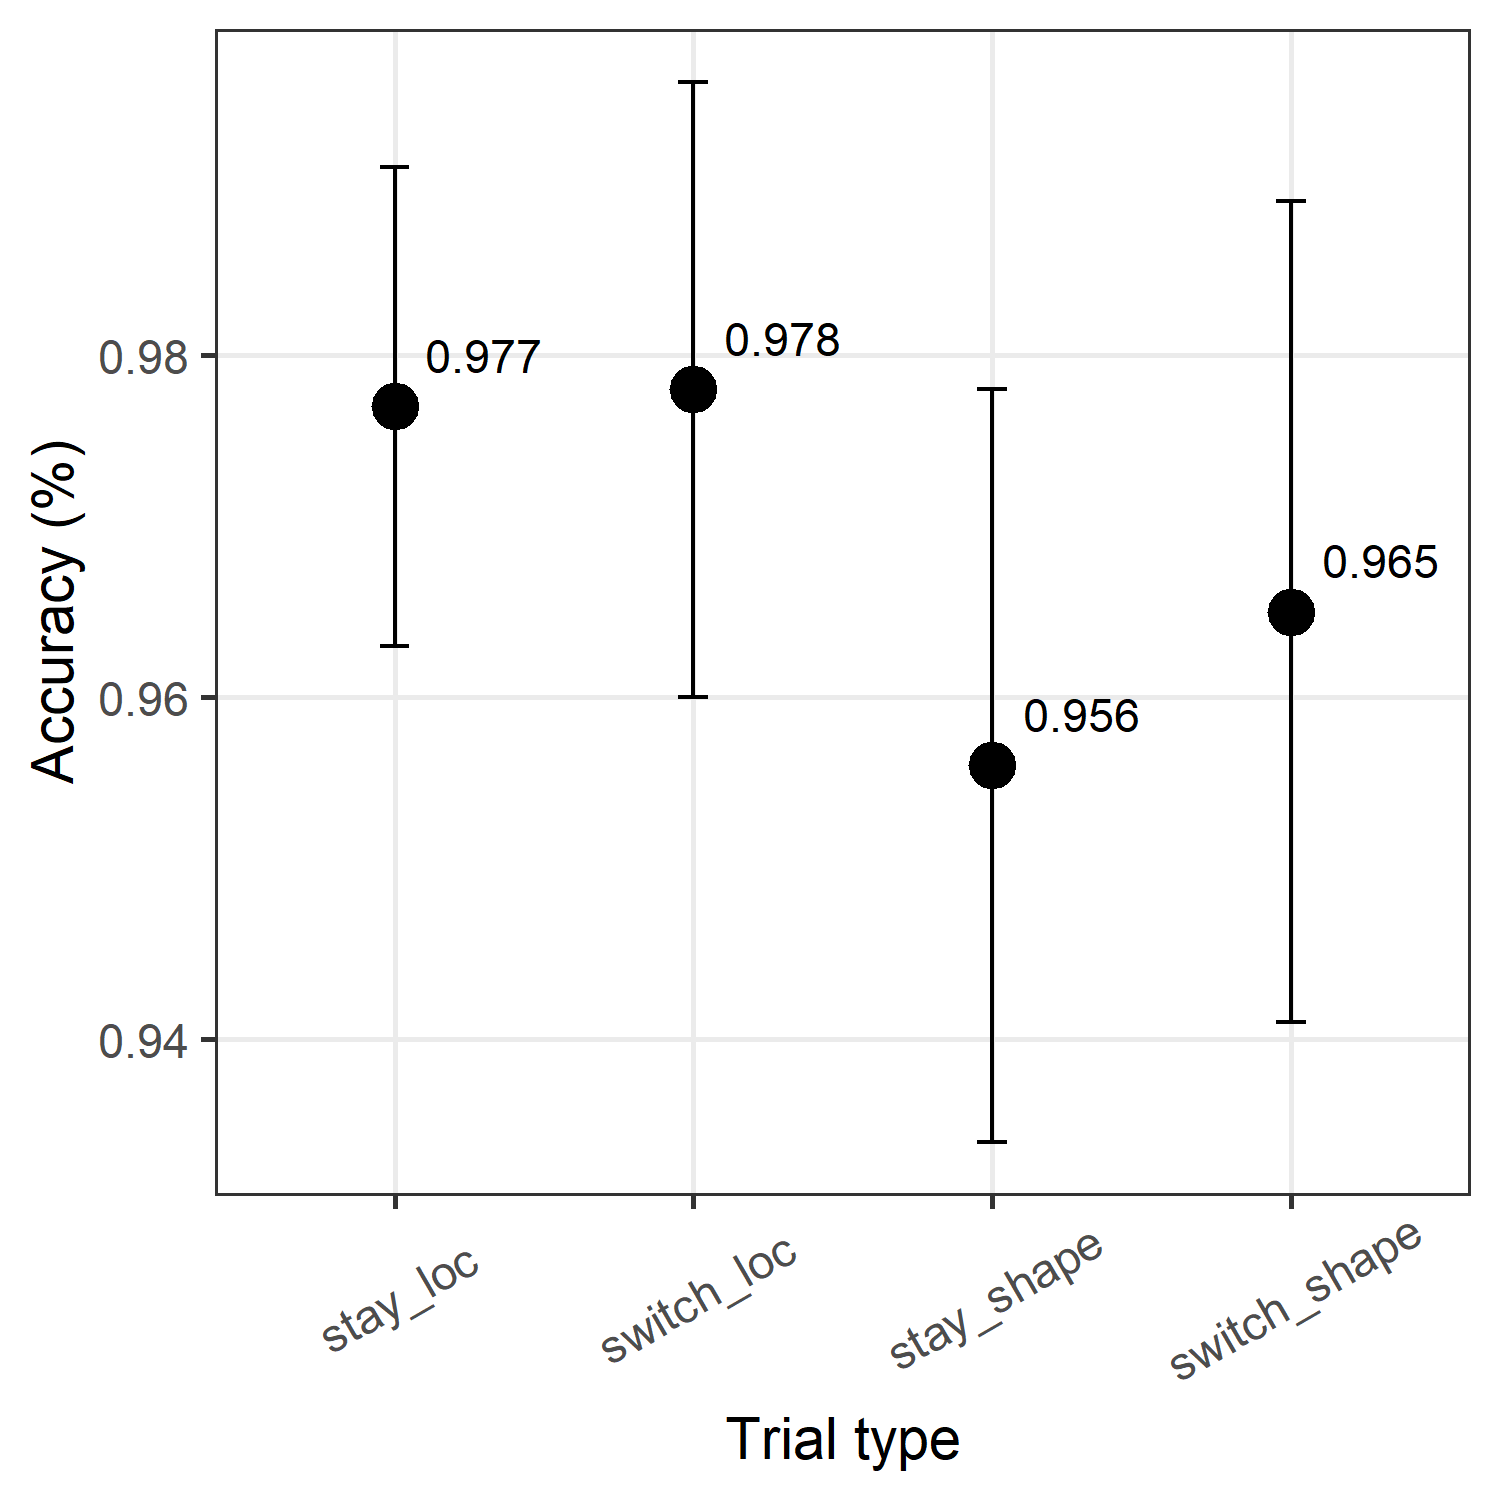 Accuracy (%)
0.98
0.96
0.94
0.977
0.978
0.956
0.965
stay_loc
switch_loc
stay_shape
switch_shape
Trial type